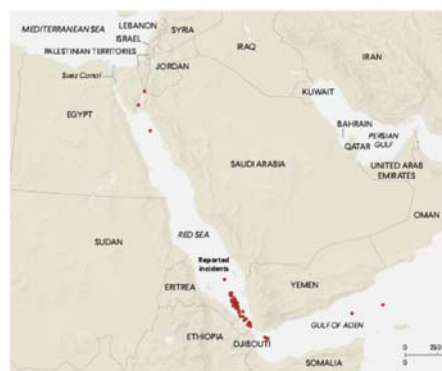 MEDITERRANEAN SEA
LEBANON
SYRIA
ISRAEL
PALESTINIAN TERRITORIES
IRAQ
IRAN
JORDAN
Suez Canal
KUWAIT
EGYPT
BAHRAIN
PERSIAN
GULF
QATAR
SAUDI ARABIA
UNITED ARAB
EMIRATES
OMAN
RED SEA
SUDAN
Reported
incidents
ERITREA
YEMEN
GULF OF ADEN
ETHIOPIA
DJIBOUTI
SOMALIA
0